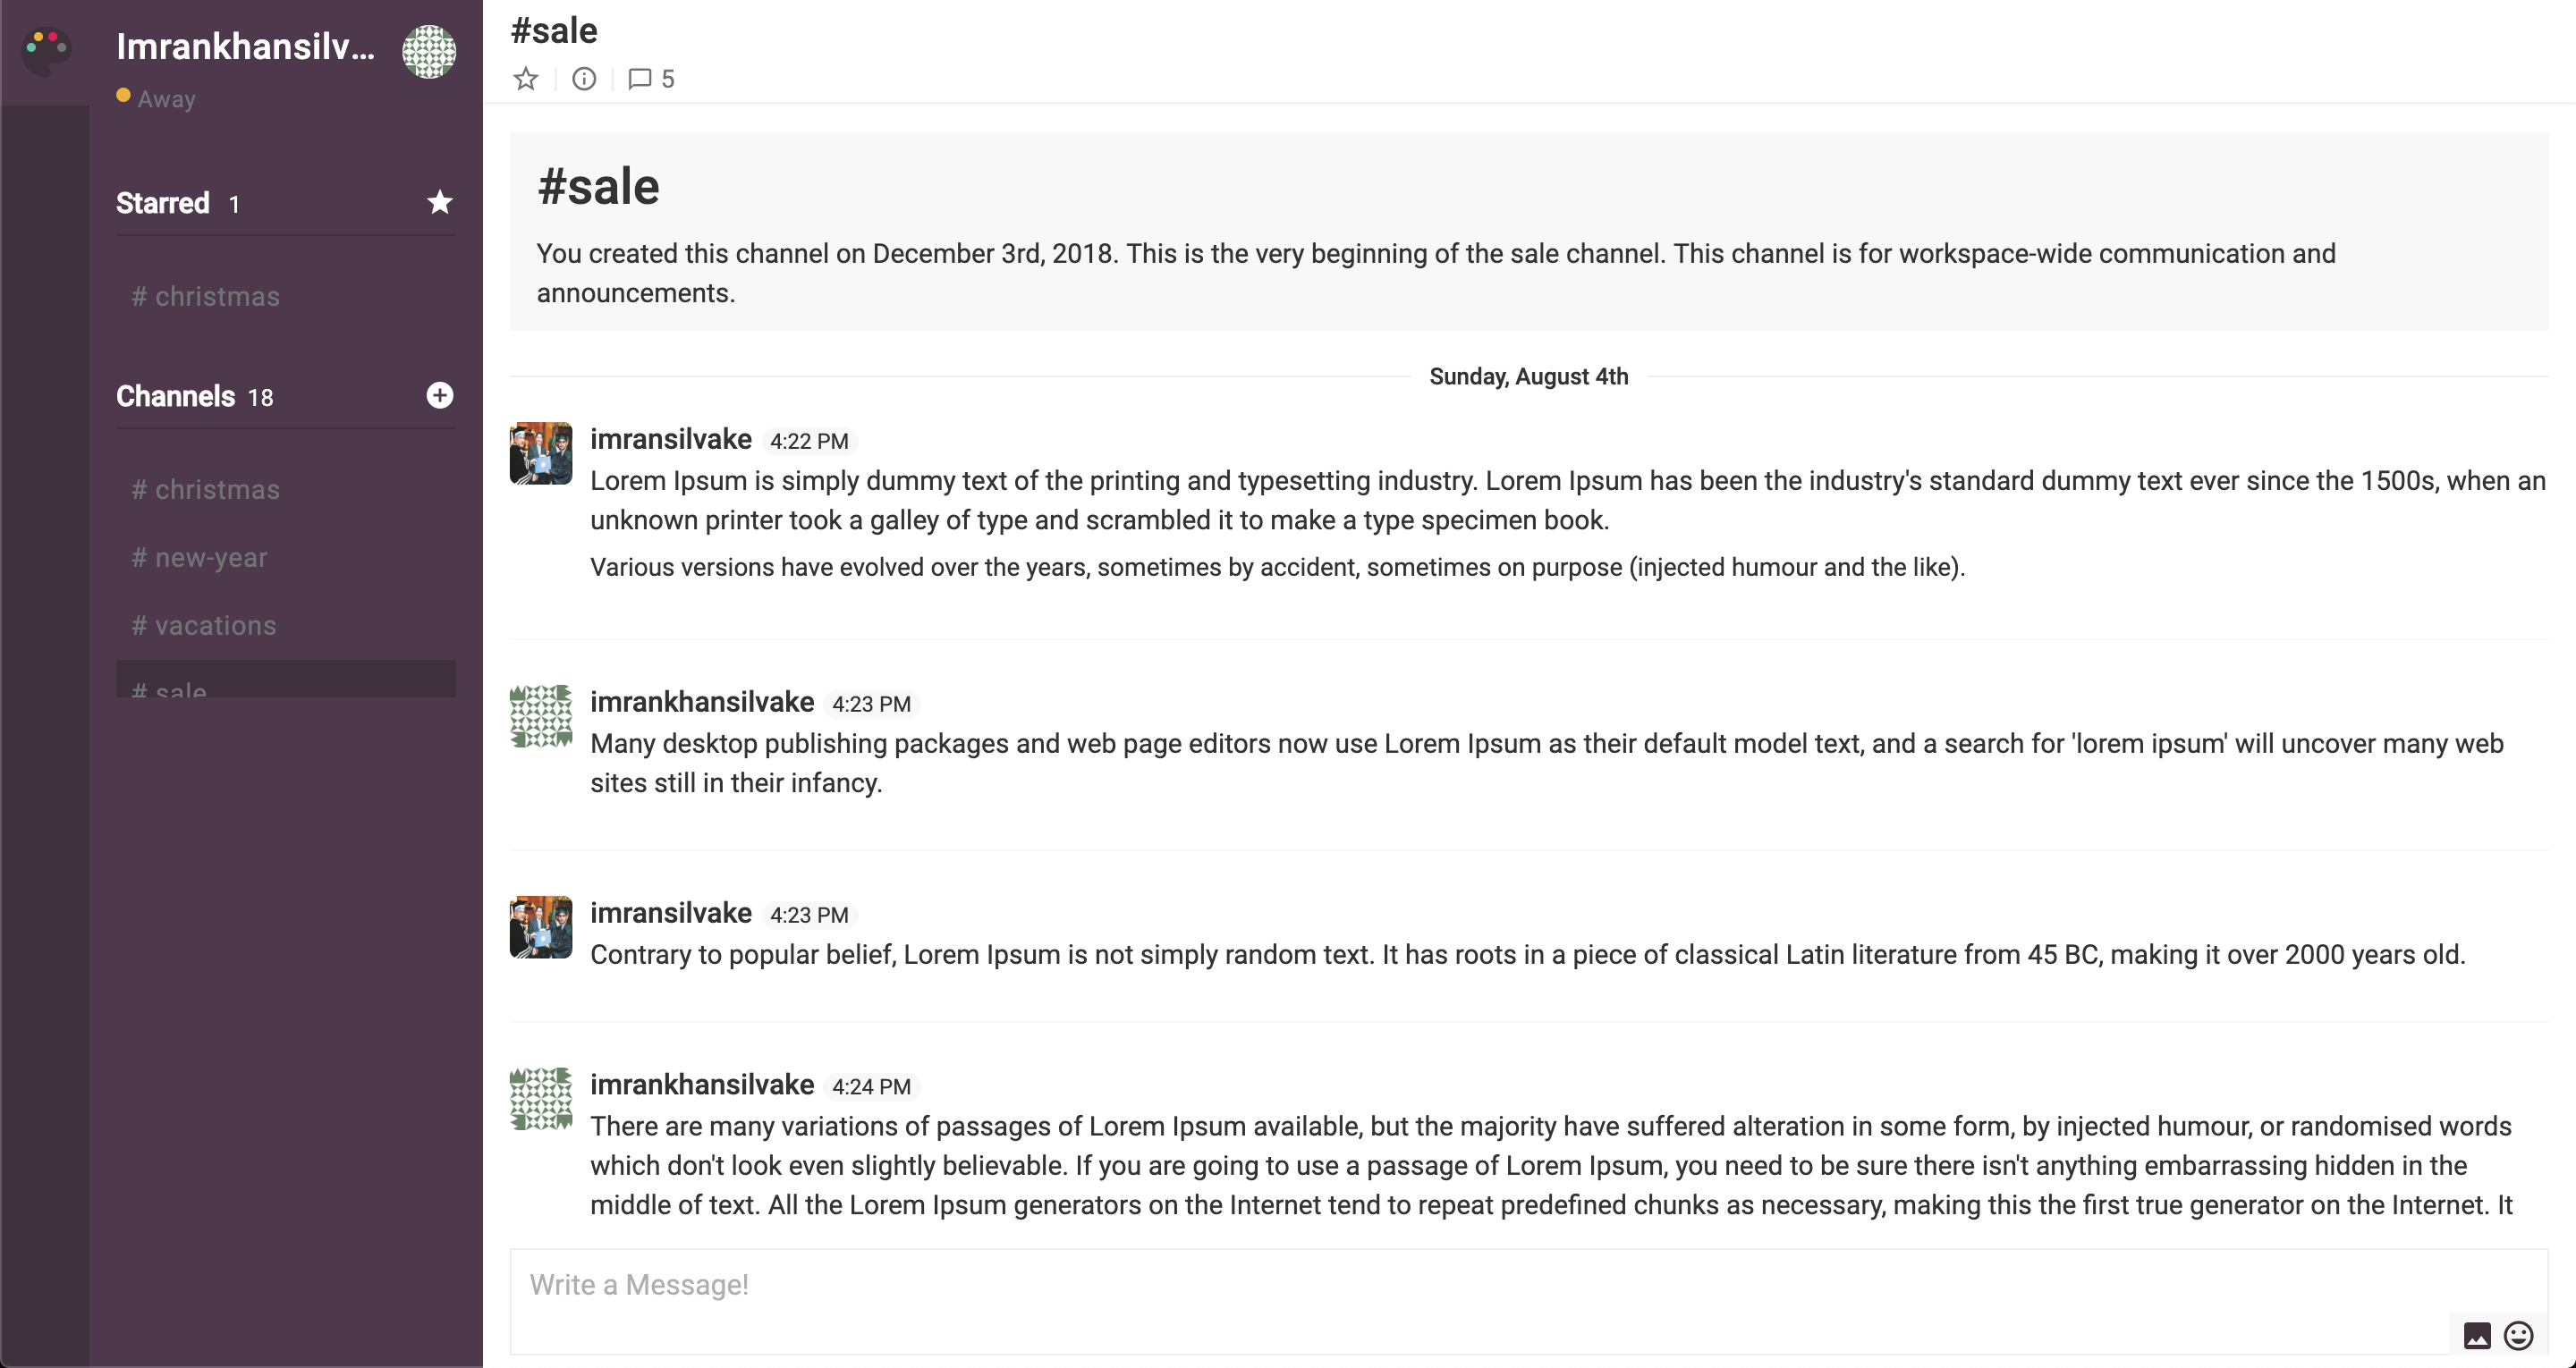 Imrankhansilv...
Away
Starred 1
# christmas
Channels 18
# christmas
# new-year
# vacations
# sale
#sale
5
#sale
You created this channel on December 3rd, 2018. This is the very beginning of the sale channel. This channel is for workspace-wide communication and
announcements.
Sunday, August 4th
imransilvake 4:22 PM
Lorem Ipsum is simply dummy text of the printing and typesetting industry. Lorem Ipsum has been the industry's standard dummy text ever since the 1500s, when an
unknown printer took a galley of type and scrambled it to make a type specimen book.
Various versions have evolved over the years, sometimes by accident, sometimes on purpose (injected humour and the like).
imrankhansilvake 4:23 PM
Many desktop publishing packages and web page editors now use Lorem Ipsum as their default model text, and a search for 'lorem ipsum' will uncover many web
sites still in their infancy.
imransilvake 4:23 PM
Contrary to popular belief, Lorem Ipsum is not simply random text. It has roots in a piece of classical Latin literature from 45 BC, making it over 2000 years old.
imrankhansilvake 4:24 PM
There are many variations of passages of Lorem Ipsum available, but the majority have suffered alteration in some form, by injected humour, or randomised words
which don't look even slightly believable. If you are going to use a passage of Lorem Ipsum, you need to be sure there isn't anything embarrassing hidden in the
middle of text. All the Lorem Ipsum generators on the Internet tend to repeat predefined chunks as necessary, making this the first true generator on the Internet. It
Write a Message!